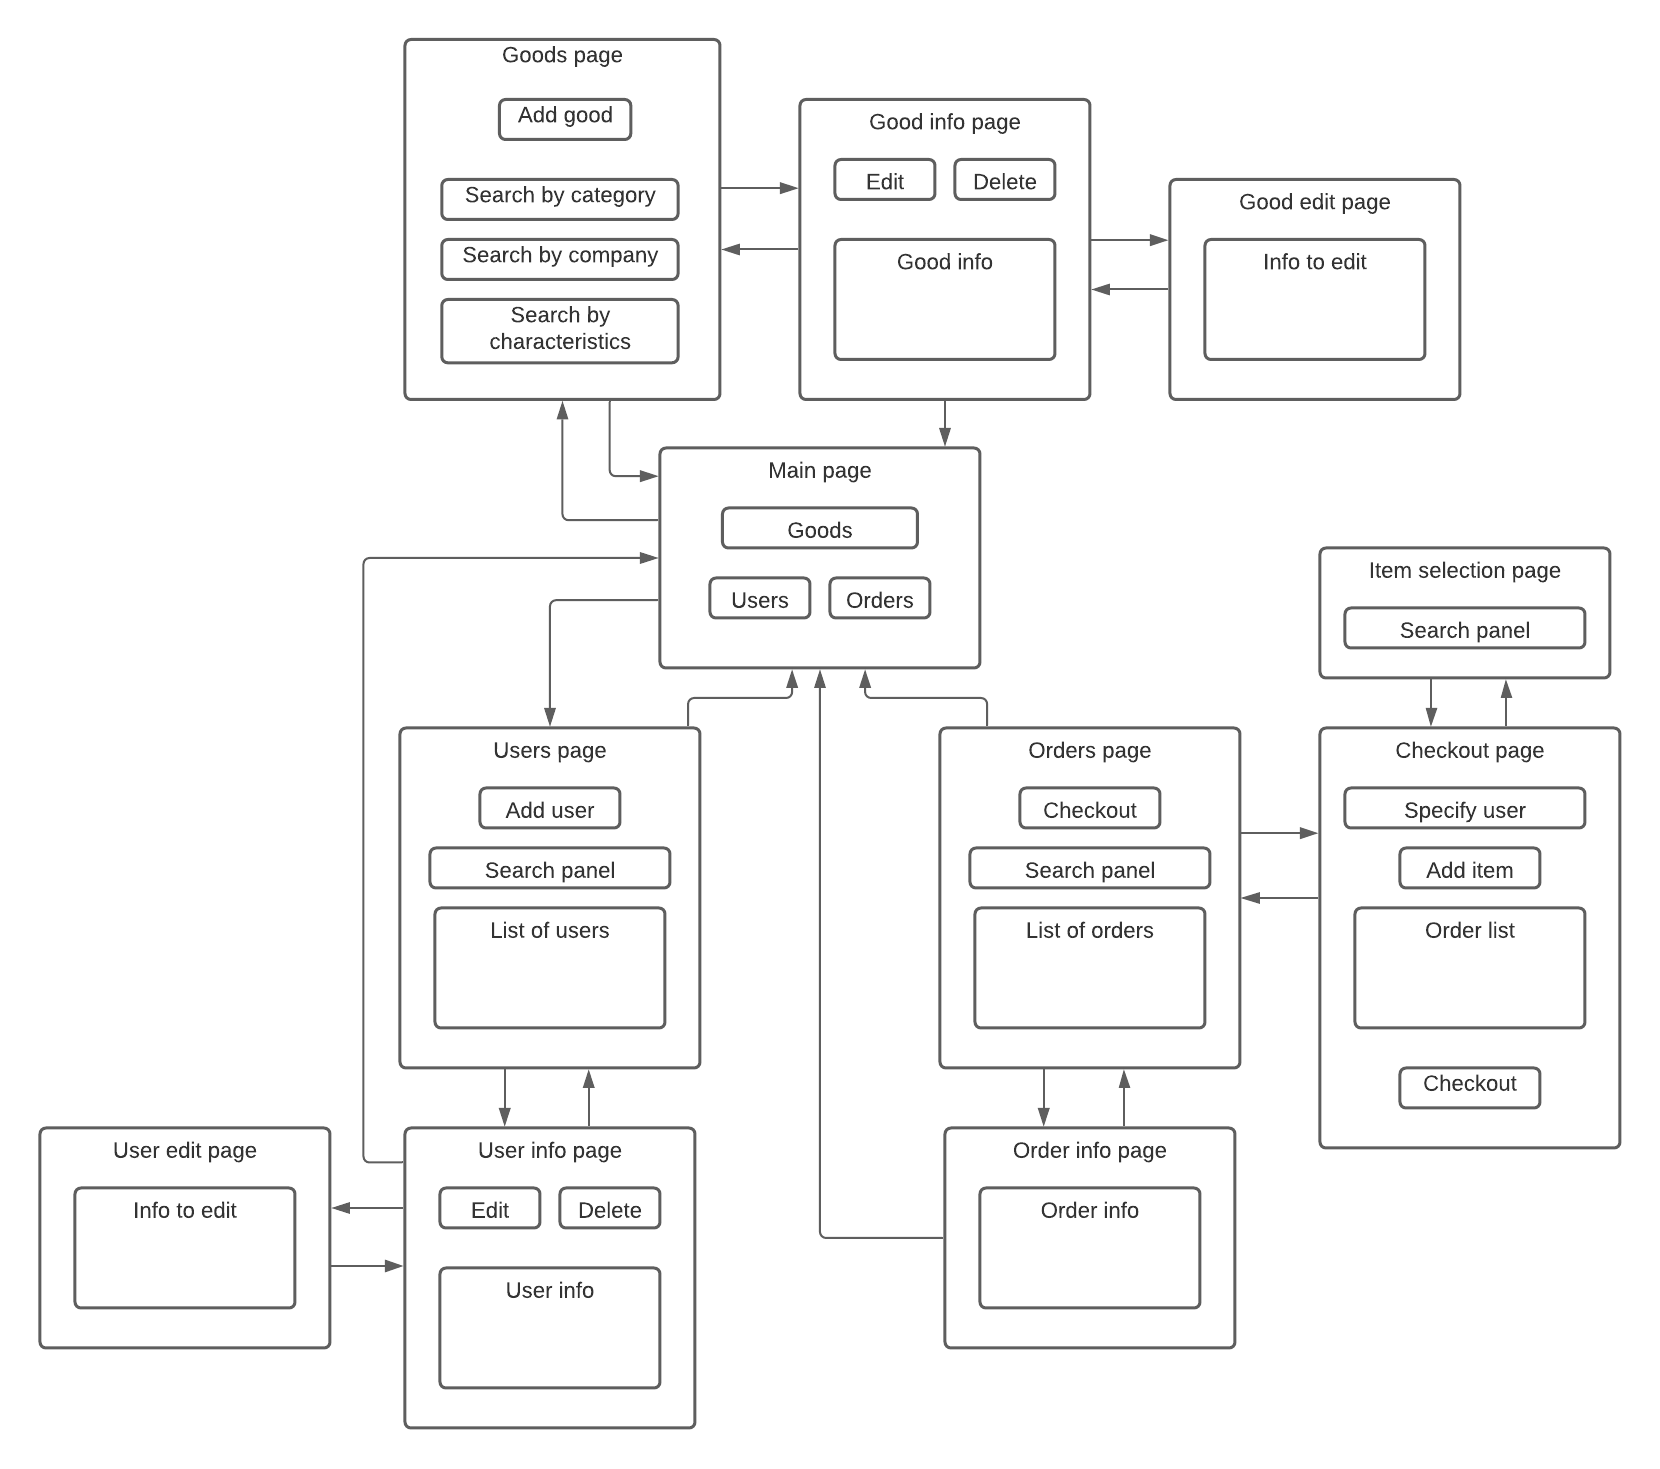 Goods page
Add good
Search by category
Search by company
Search by
characteristics
Good info page
Edit
Delete
Good info
Good edit page
Info to edit
Main page
Goods
Users
Orders
Item selection page
Search panel
Users page
Add user
Search panel
List of users
Orders page
Checkout
Search panel
List of orders
Checkout page
Specify user
Add item
Order list
Checkout
User edit page
Info to edit
User info page
Edit
Delete
User info
Order info page
Order info